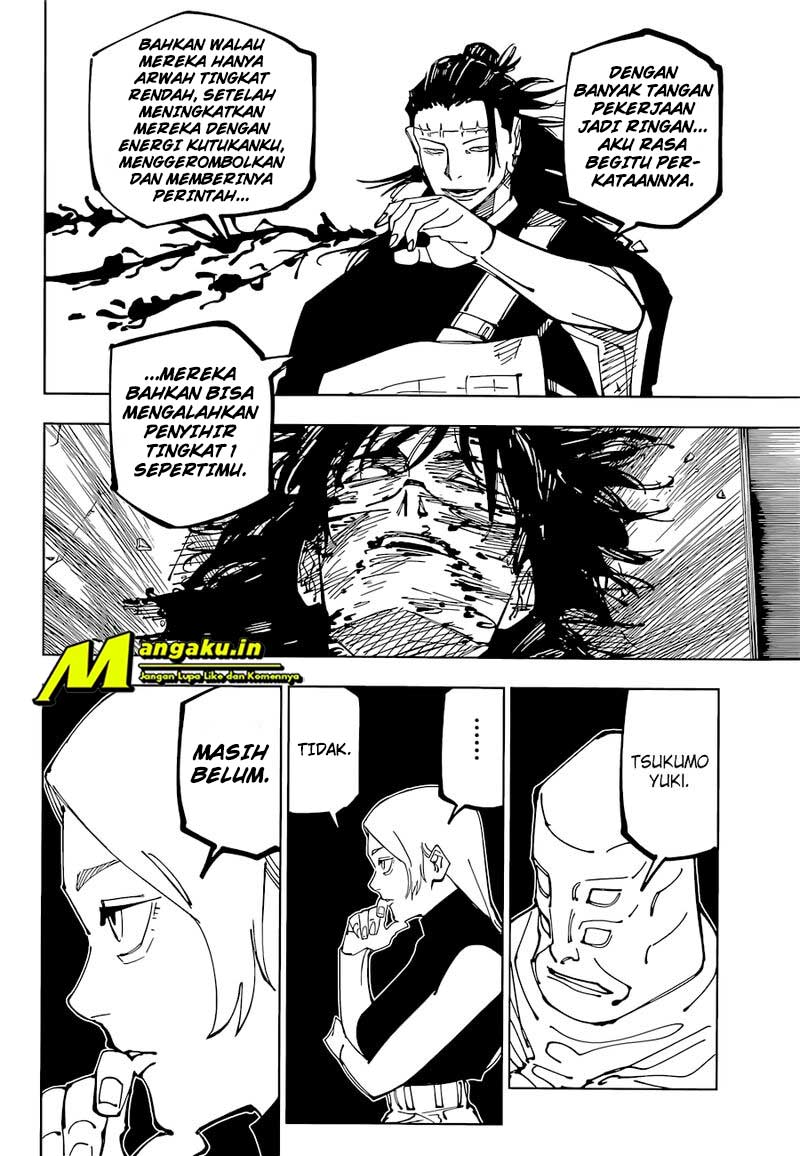 DENGAN
BANYAK TANGAN
PEKERJAAN
JADI RINGAN...
AKU RASA
BEGITU PER-
KATAANNYA.
BAHKAN WALAU
MEREKA HANYA
ARWAH TINGKAT
RENDAH, SETELAH
MENINGKATKAN
MEREKA DENGAN
ENERGI KUTUKANKU,
MENGGEROMBOLKAN
DAN MEMBERINYA
PERINTAH...
...MEREKA
BAHKAN BISA
MENGALAHKAN
PENYIHIR
TINGKAT 1
SEPERTIMU.
Mangaku.in
Jangan Lupa Like dan Komennya
TSUKUMO
YUKI.
......
TIDAK.
MASIH
BELUM.